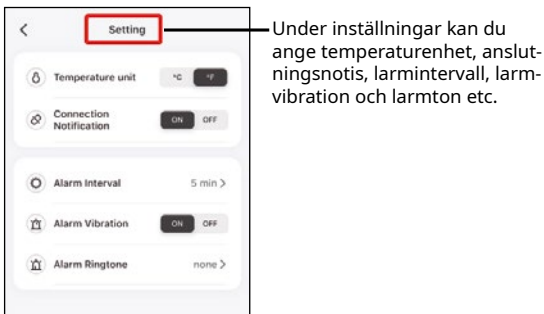 Setting
Temperature unit °C °F
Connection
Notification ON OFF
Alarm Interval 5 min >
Alarm Vibration ON OFF
Alarm Ringtone none >
Under inställningar kan du
ange temperaturenhet, anslut-
ningsnotis, larmintervall, larm-
vibration och larmton etc.